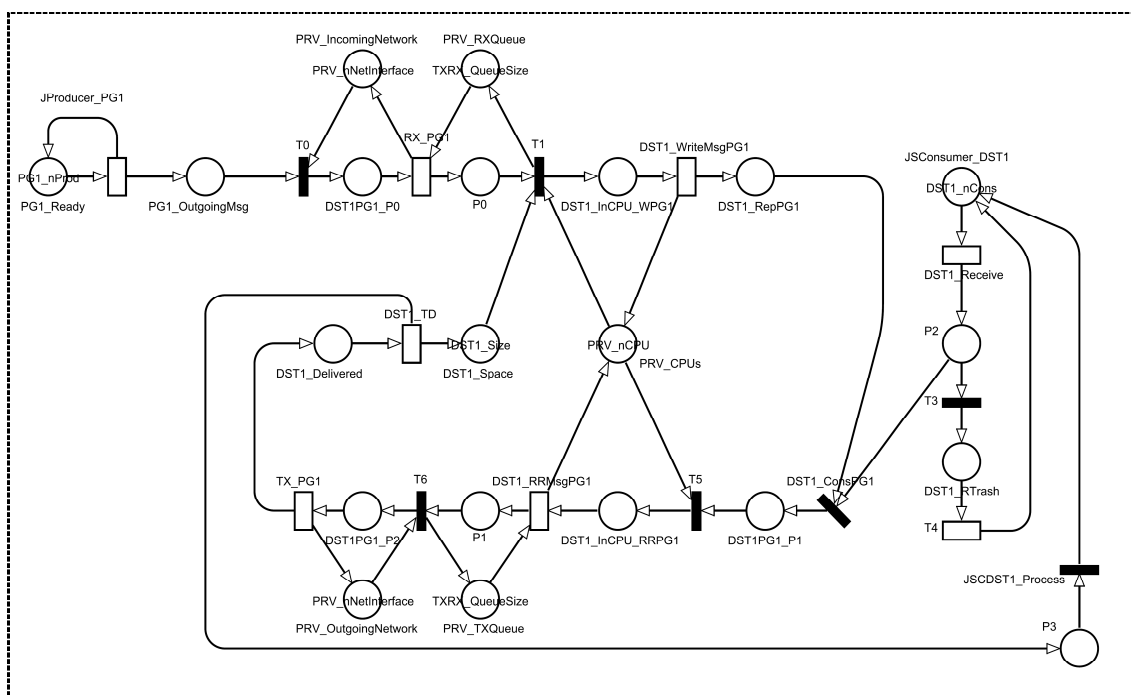 PRV_IncomingNetwork
PRV_RXQueue
PRV_nNetInterface
TXRX_QueueSize
JProducer_PG1
T0
RX_PG1
T1
DST1_WriteMsgPG1
JSConsumer_DST1
PG1_nProd
DST1_nCons
PG1_Ready
PG1_OutgoingMsg
DST1PG1_P0
P0
DST1_InCPU_WPG1
DST1_RepPG1
DST1_Receive
DST1_TD
P2
DST1_Size
PRV_nCPU
PRV_CPUs
DST1_Delivered
DST1_Space
T3
TX_PG1
T6
DST1_RRMsgPG1
T5
DST1_ConsPG1
DST1_RTrash
T4
DST1PG1_P2
P1
DST1_InCPU_RRPG1
DST1PG1_P1
JSCDST1_Process
PRV_nNetInterface
TXRX_QueueSize
PRV_OutgoingNetwork
PRV_TXQueue
P3